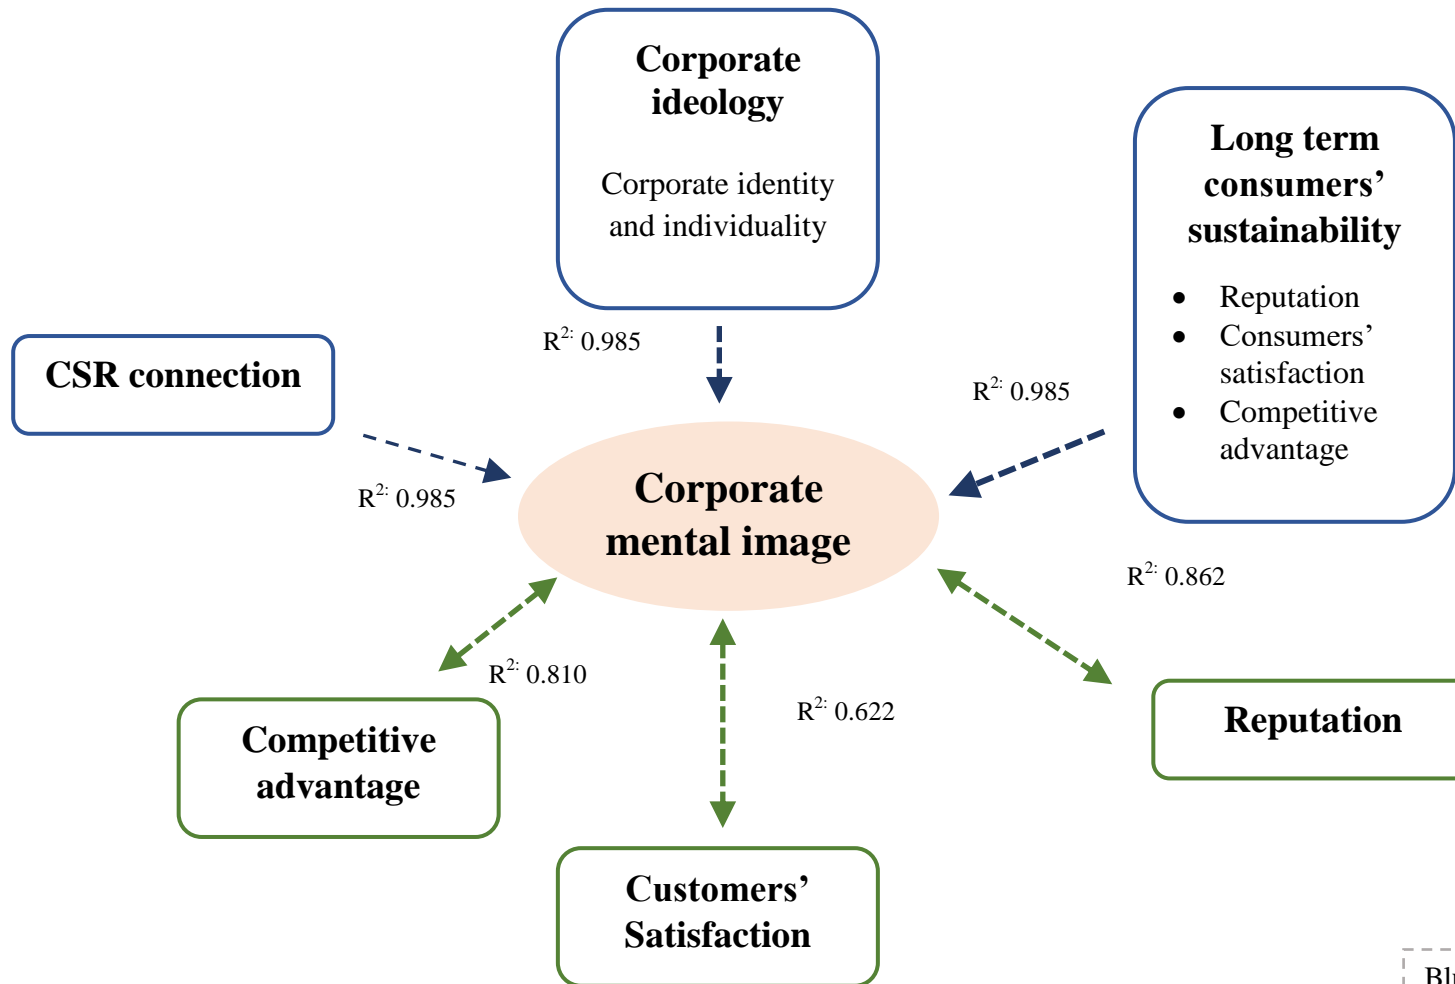 Corporate
ideology
Corporate identity
and individuality
Long term
consumers’
sustainability
● Reputation
● Consumers’
satisfaction
● Competitive
advantage
R2: 0.985
CSR connection
R2: 0.985
R2: 0.985
Corporate
mental image
R2: 0.862
R2: 0.810
R2: 0.622
Competitive
advantage
Reputation
Customers’
Satisfaction